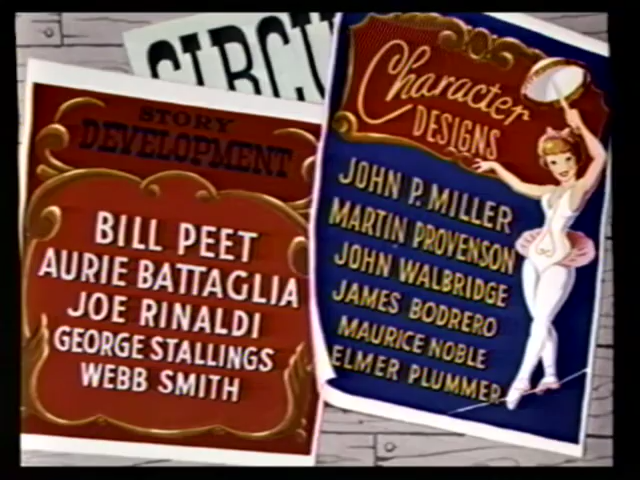 CIRCU
STORY
DEVELOPMENT
BILL PEET
AURIE BATTAGLIA
JOE RINALDI
GEORGE STALLINGS
WEBB SMITH
Character
DESIGNS
JOHN P. MILLER
MARTIN PROVENSON
JOHN WALBRIDGE
JAMES BODRERO
MAURICE NOBLE
ELMER PLUMMER